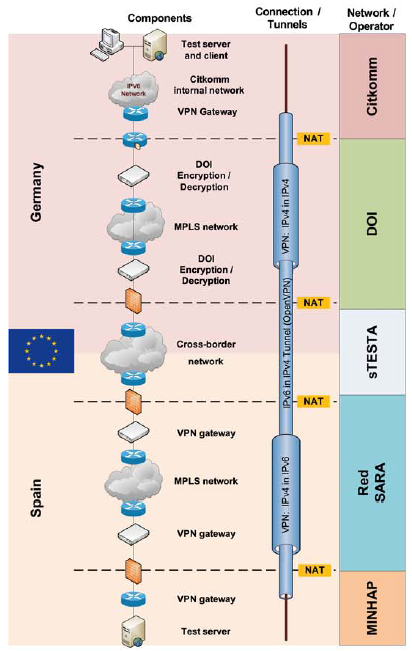 Components
Connection /
Tunnels
Network /
Operator
Test server
and client
Citkomm
internal network
IPV6
Network
VPN Gateway
NAT
Citkomm
Germany
DOI
Encryption /
Decryption
MPLS network
DOI
Encryption /
Decryption
VPN: IPv4 in IPv4
DOI
NAT
IPv6 in IPv4 Tunnel (OpenVPN)
Cross-border
network
sTESTA
NAT
Spain
VPN gateway
MPLS network
VPN gateway
VPN: IPv4 in IPv6
Red
SARA
NAT
VPN gateway
Test server
MINHAP